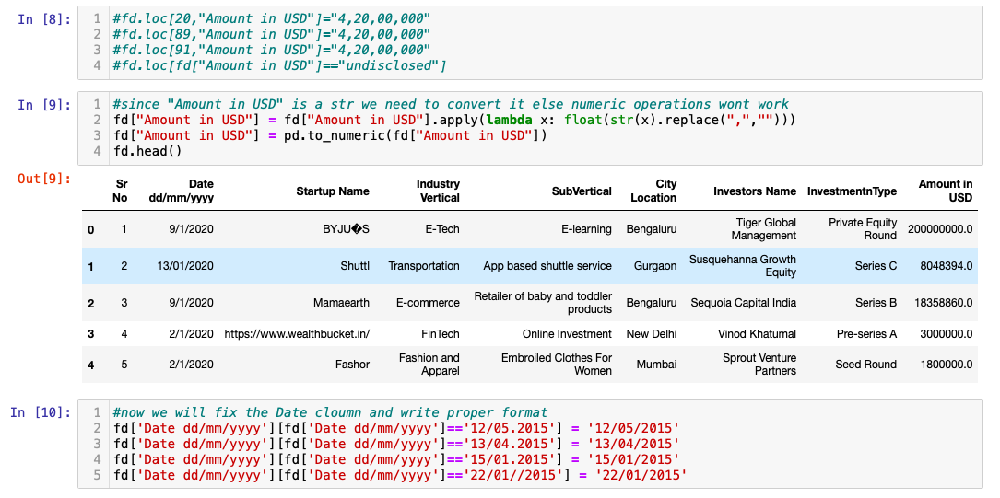 In [8]:
1 #fd.loc[20,"Amount in USD"]="4,20,00,000"
2 #fd.loc[89,"Amount in USD"]="4,20,00,000"
3 #fd.loc[91,"Amount in USD"]="4,20,00,000"
4 #fd.loc[fd["Amount in USD"]=="undisclosed"]
In [9]:
1 #since "Amount in USD" is a str we need to convert it else numeric operations wont work
2 fd["Amount in USD"] = fd["Amount in USD"].apply(lambda x: float(str(x).replace(",","")))
3 fd["Amount in USD"] = pd.to_numeric(fd["Amount in USD"])
4 fd.head()
Out[9]:
Sr No Date dd/mm/yyyy Startup Name Industry Vertical SubVertical City Location Investors Name InvestmentnType Amount in USD
0 1 9/1/2020 BYJU�S E-Tech E-learning Bengaluru Tiger Global Management Private Equity Round 200000000.0
1 2 13/01/2020 Shuttl Transportation App based shuttle service Gurgaon Susquehanna Growth Equity Series C 8048394.0
2 3 9/1/2020 Mamaearth E-commerce Retailer of baby and toddler products Bengaluru Sequoia Capital India Series B 18358860.0
3 4 2/1/2020 https://www.wealthbucket.in/ FinTech Online Investment New Delhi Vinod Khatumal Pre-series A 3000000.0
4 5 2/1/2020 Fashor Fashion and Apparel Embroiled Clothes For Women Mumbai Sprout Venture Partners Seed Round 1800000.0
In [10]:
1 #now we will fix the Date cloumn and write proper format
2 fd['Date dd/mm/yyyy'][fd['Date dd/mm/yyyy']=='12/05.2015'] = '12/05/2015'
3 fd['Date dd/mm/yyyy'][fd['Date dd/mm/yyyy']=='13/04.2015'] = '13/04/2015'
4 fd['Date dd/mm/yyyy'][fd['Date dd/mm/yyyy']=='15/01.2015'] = '15/01/2015'
5 fd['Date dd/mm/yyyy'][fd['Date dd/mm/yyyy']=='22/01//2015'] = '22/01/2015'